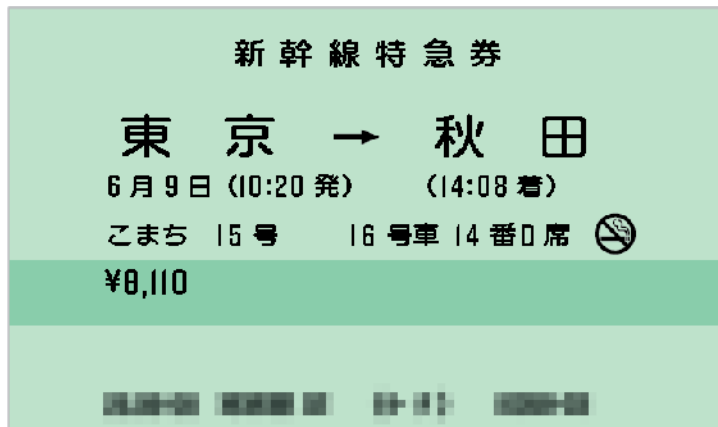 新幹線特急券
東京 → 秋田
6月9日 (10:20発) (14:08着)
こまち 15号 16号車 14番D席
¥8,110